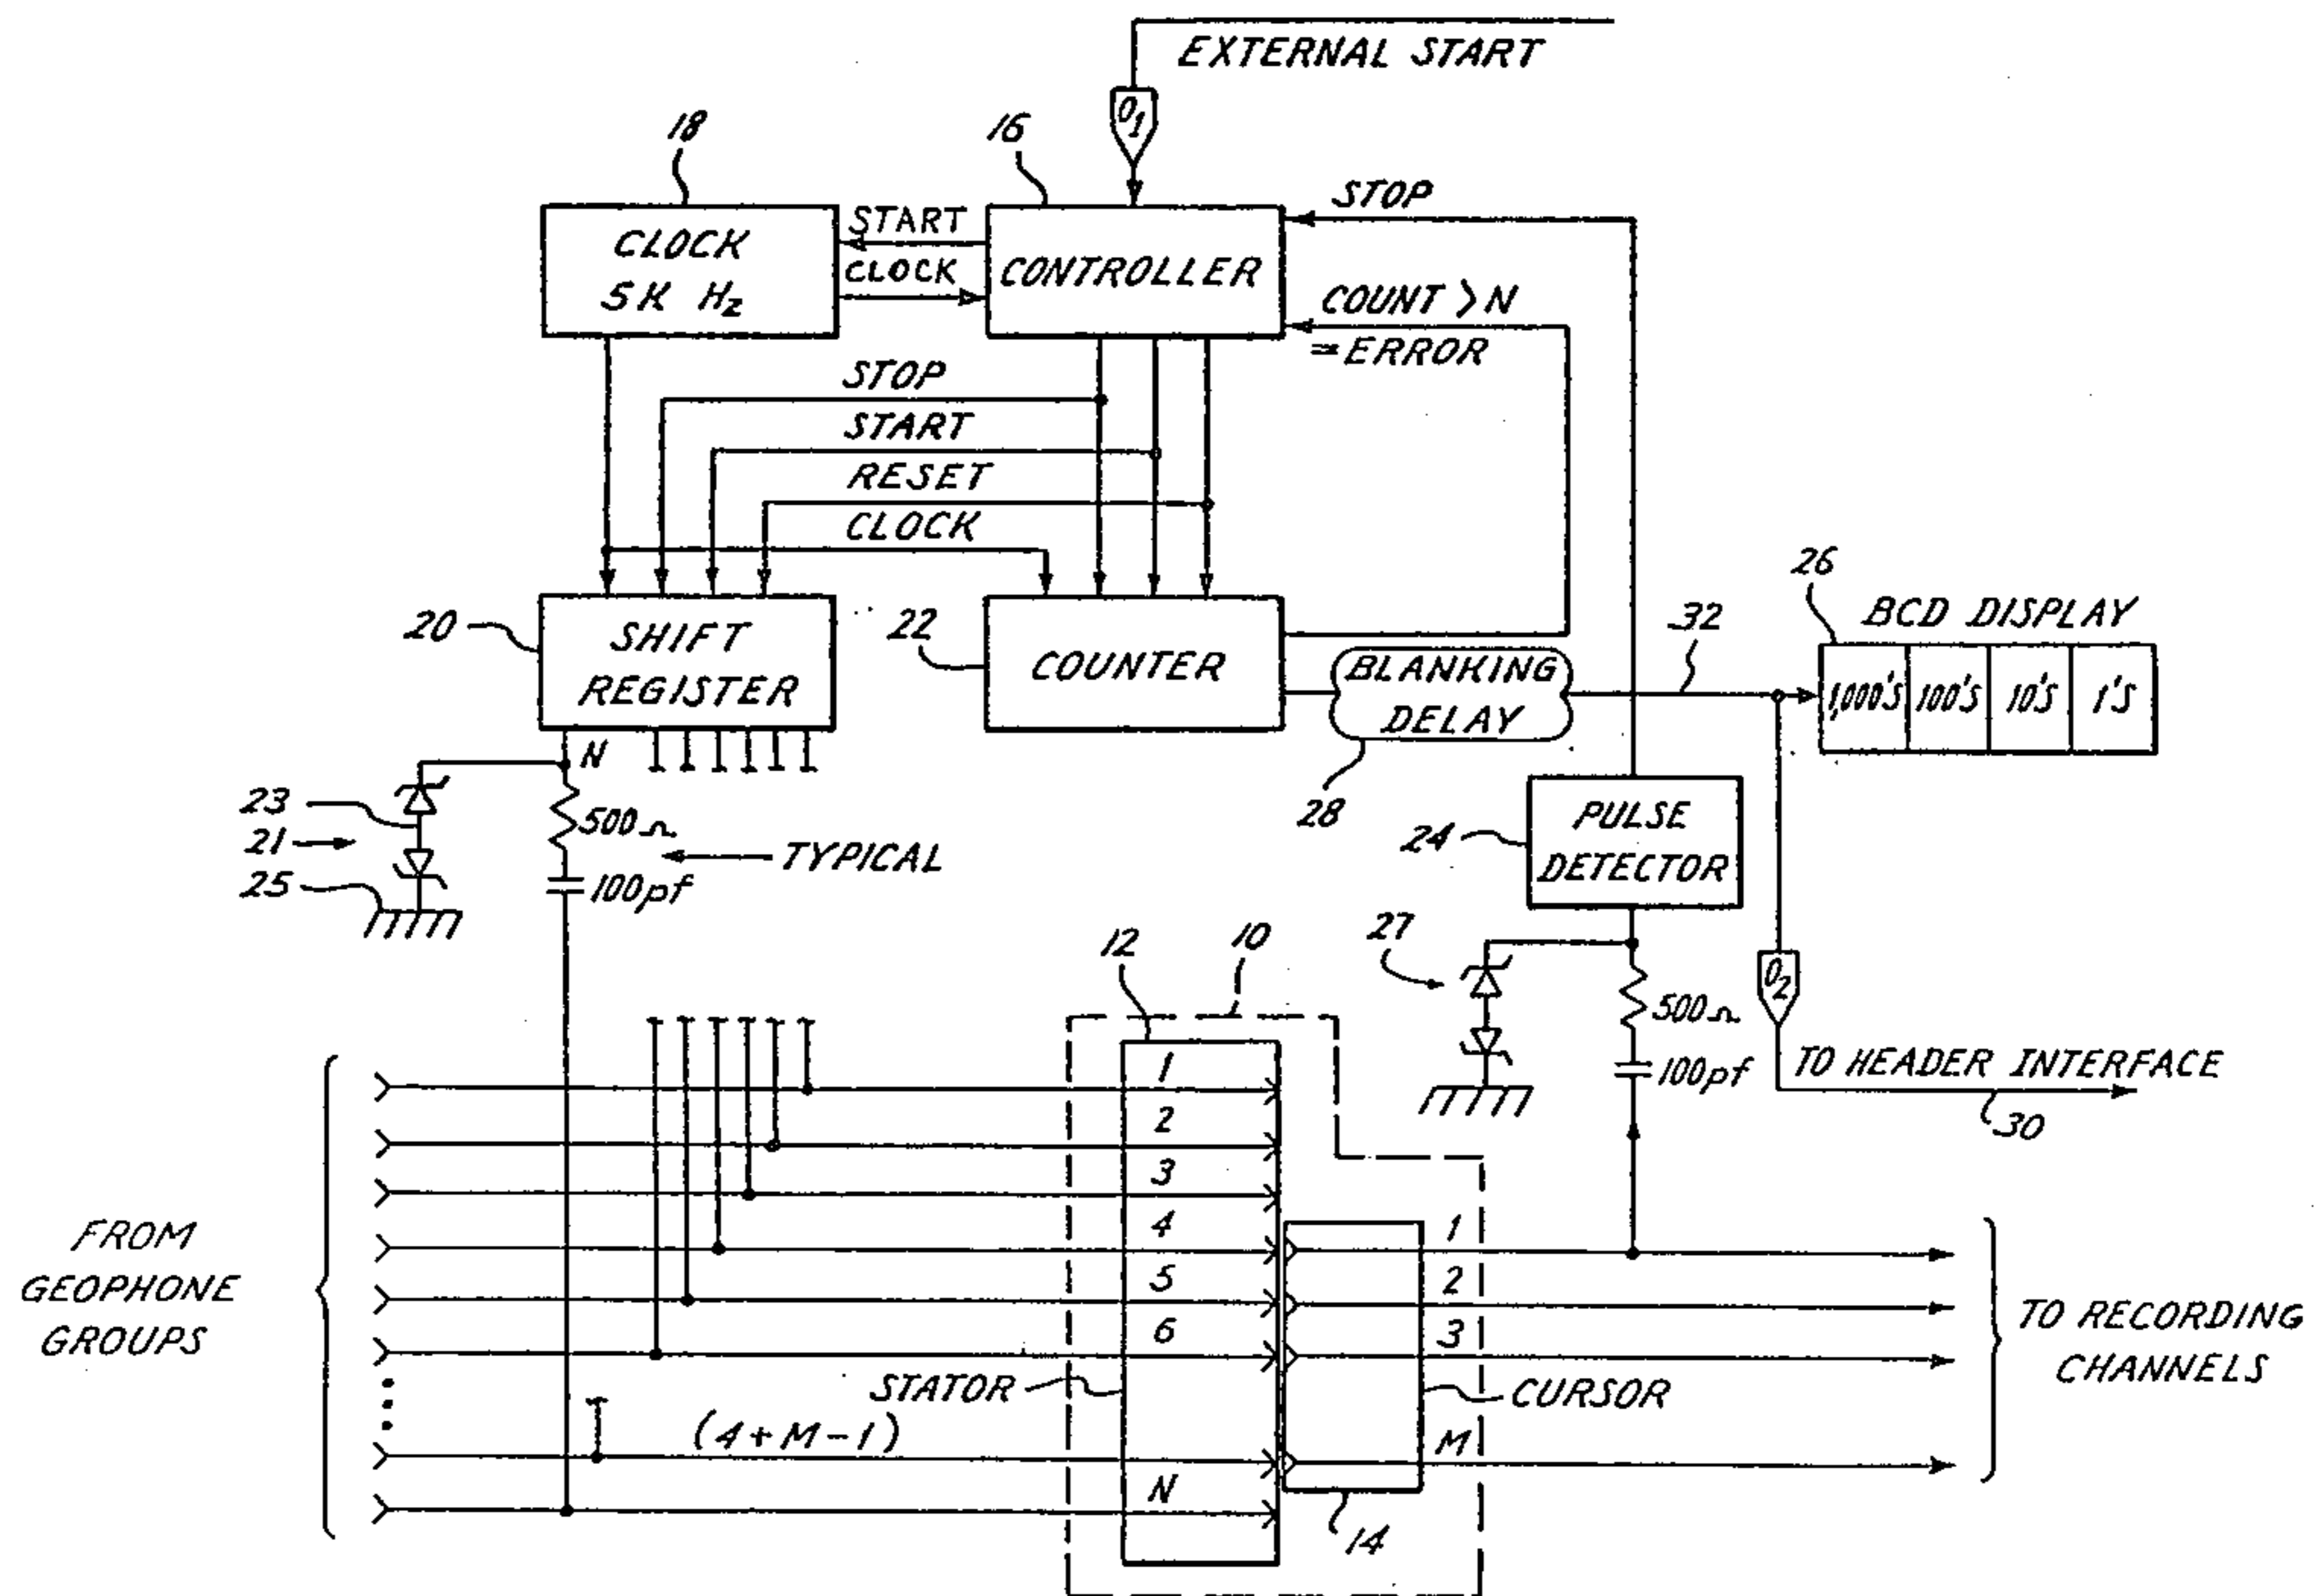 EXTERNAL START
O1
18
16
STOP
CLOCK
5K Hz
START
CLOCK
CONTROLLER
COUNT > N
= ERROR
STOP
START
RESET
CLOCK
26
BCD DISPLAY
20
SHIFT
REGISTER
22
COUNTER
BLANKING
DELAY
32
1,000'S
100'S
10'S
1'S
28
N
23
21
25
500Ω
100pf
TYPICAL
24
PULSE
DETECTOR
12
10
27
500Ω
100pf
O2
TO HEADER INTERFACE
30
FROM
GEOPHONE
GROUPS
1
2
3
4
5
6
(4+M-1)
N
STATOR
1
2
3
M
CURSOR
14
TO RECORDING
CHANNELS